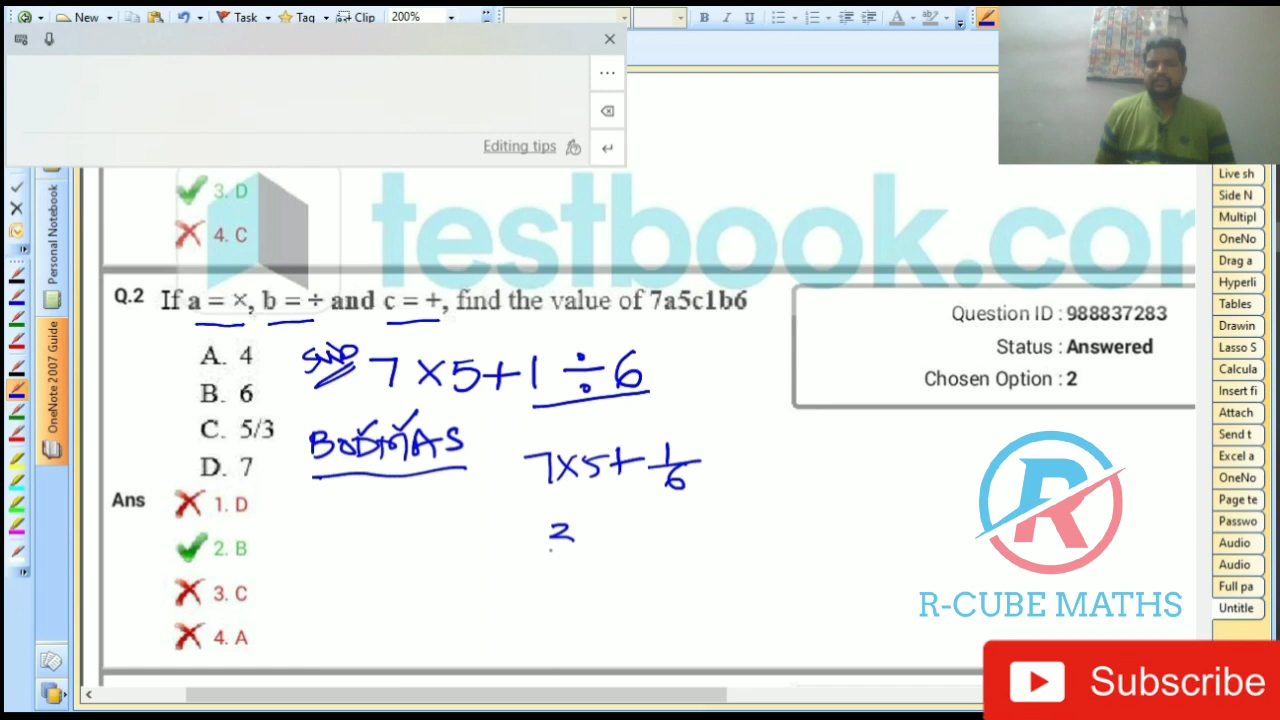 New
Task
Tag
Clip
200%
B I U
A
Editing tips
3. D
4. C
testbook.com
Personal Notebook
OneNote 2007 Guide
Q.2 If a = ×, b = ÷ and c = +, find the value of 7a5c1b6
A. 4
B. 6
C. 5/3
D. 7
Ans
1. D
2. B
3. C
4. A
7 × 5 + 1 ÷ 6
BODMAS
7 × 5 + 1/6
3
Question ID : 988837283
Status : Answered
Chosen Option : 2
R
R-CUBE MATHS
Live sh
Side N
Multipl
OneNo
Drag a
Hyperli
Tables
Drawin
Lasso S
Calcula
Insert fi
Attach
Send t
Excel a
OneNo
Page te
Passwo
Audio
Audio
Full pa
Untitle
Subscribe